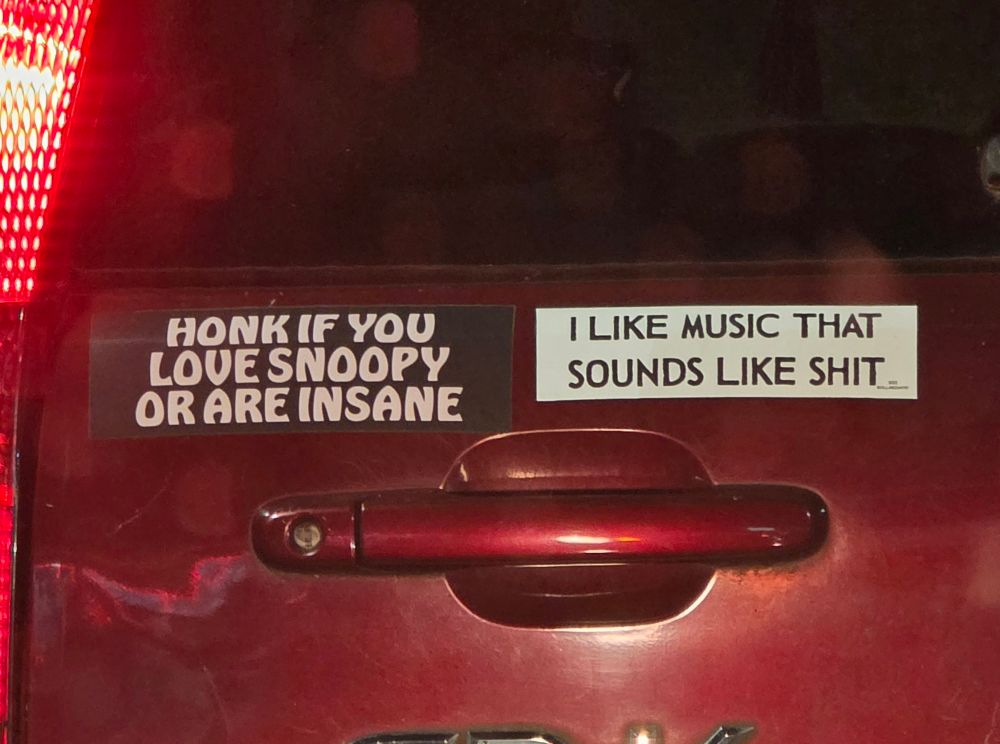 HONK IF YOU
LOVE SNOOPY
OR ARE INSANE
I LIKE MUSIC THAT
SOUNDS LIKE SHIT